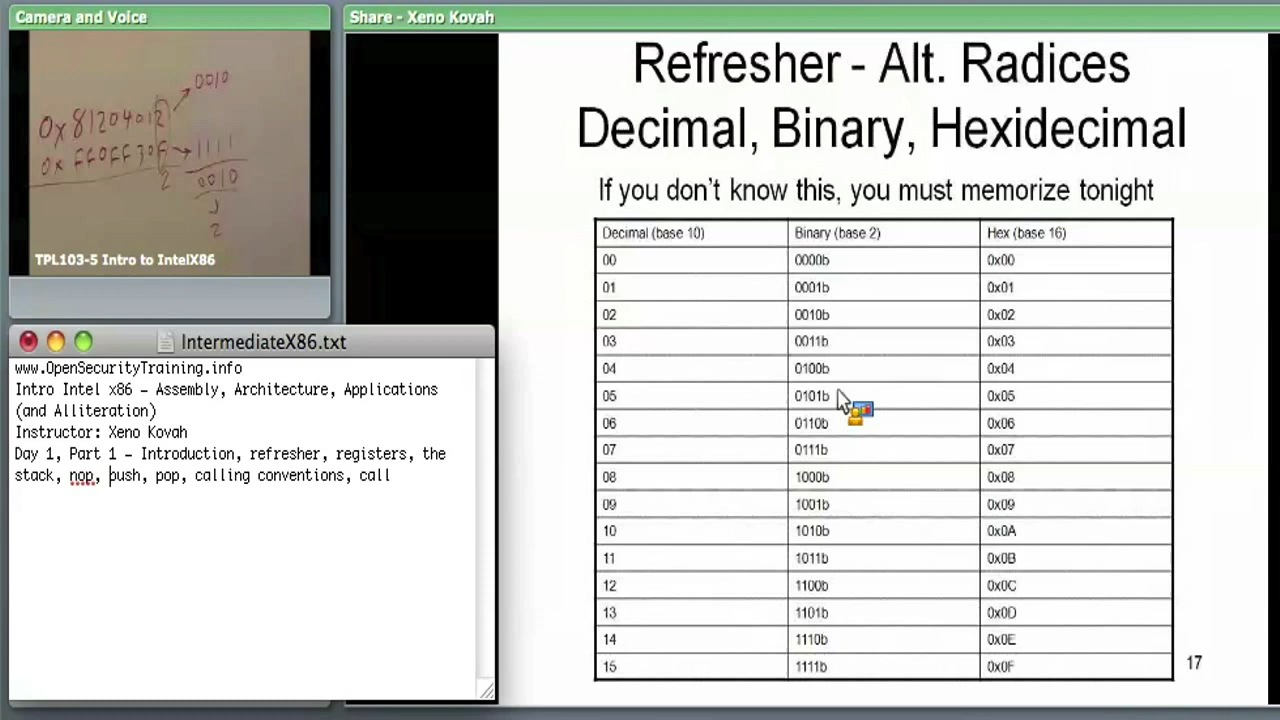 Camera and Voice
0010
0x81204012
1111
2
0010
2
TPL103-5 Intro to IntelX86
IntermediateX86.txt
www.OpenSecurityTraining.info
Intro Intel x86 – Assembly, Architecture, Applications
(and Alliteration)
Instructor: Xeno Kovah
Day 1, Part 1 – Introduction, refresher, registers, the
stack, nop, push, pop, calling conventions, call
Share - Xeno Kovah
Refresher - Alt. Radices
Decimal, Binary, Hexidecimal
If you don't know this, you must memorize tonight
Decimal (base 10) Binary (base 2) Hex (base 16)
00 0000b 0x00
01 0001b 0x01
02 0010b 0x02
03 0011b 0x03
04 0100b 0x04
05 0101b 0x05
06 0110b 0x06
07 0111b 0x07
08 1000b 0x08
09 1001b 0x09
10 1010b 0x0A
11 1011b 0x0B
12 1100b 0x0C
13 1101b 0x0D
14 1110b 0x0E
15 1111b 0x0F
17